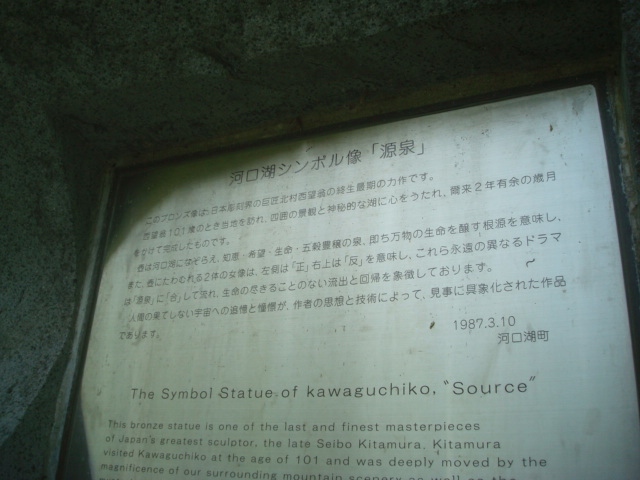 河口湖シンボル像「源泉」
このブロンズ像は、日本彫刻界の巨匠北村西望翁の終生最期の力作です。
西望翁101歳のとき当地を訪れ、四囲の景観と神秘的な湖に心をうたれ、爾来2年有余の歳月
をかけて完成したものです。
壺は河口湖になぞらえ、知恵・希望・生命・五穀豊穣の泉、即ち万物の生命を醸す根源を意味し、
また、壺にたわむれる2体の女像は、左側は「正」右上は「反」を意味し、これら永遠の異なるドラマ
は「源泉」に「合」して流れ、生命の尽きることのない流出と回帰を象徴しております。
人間の果てしない宇宙への追憶と憧憬が、作者の思想と技術によって、見事に具象化された作品
であります。
1987.3.10
河口湖町
The Symbol Statue of kawaguchiko, "Source"
This bronze statue is one of the last and finest masterpieces
of Japan's greatest sculptor, the late Seibo Kitamura. Kitamura
visited Kawaguchiko at the age of 101 and was deeply moved by the
magnificence of our surrounding mountain scenery as well as the